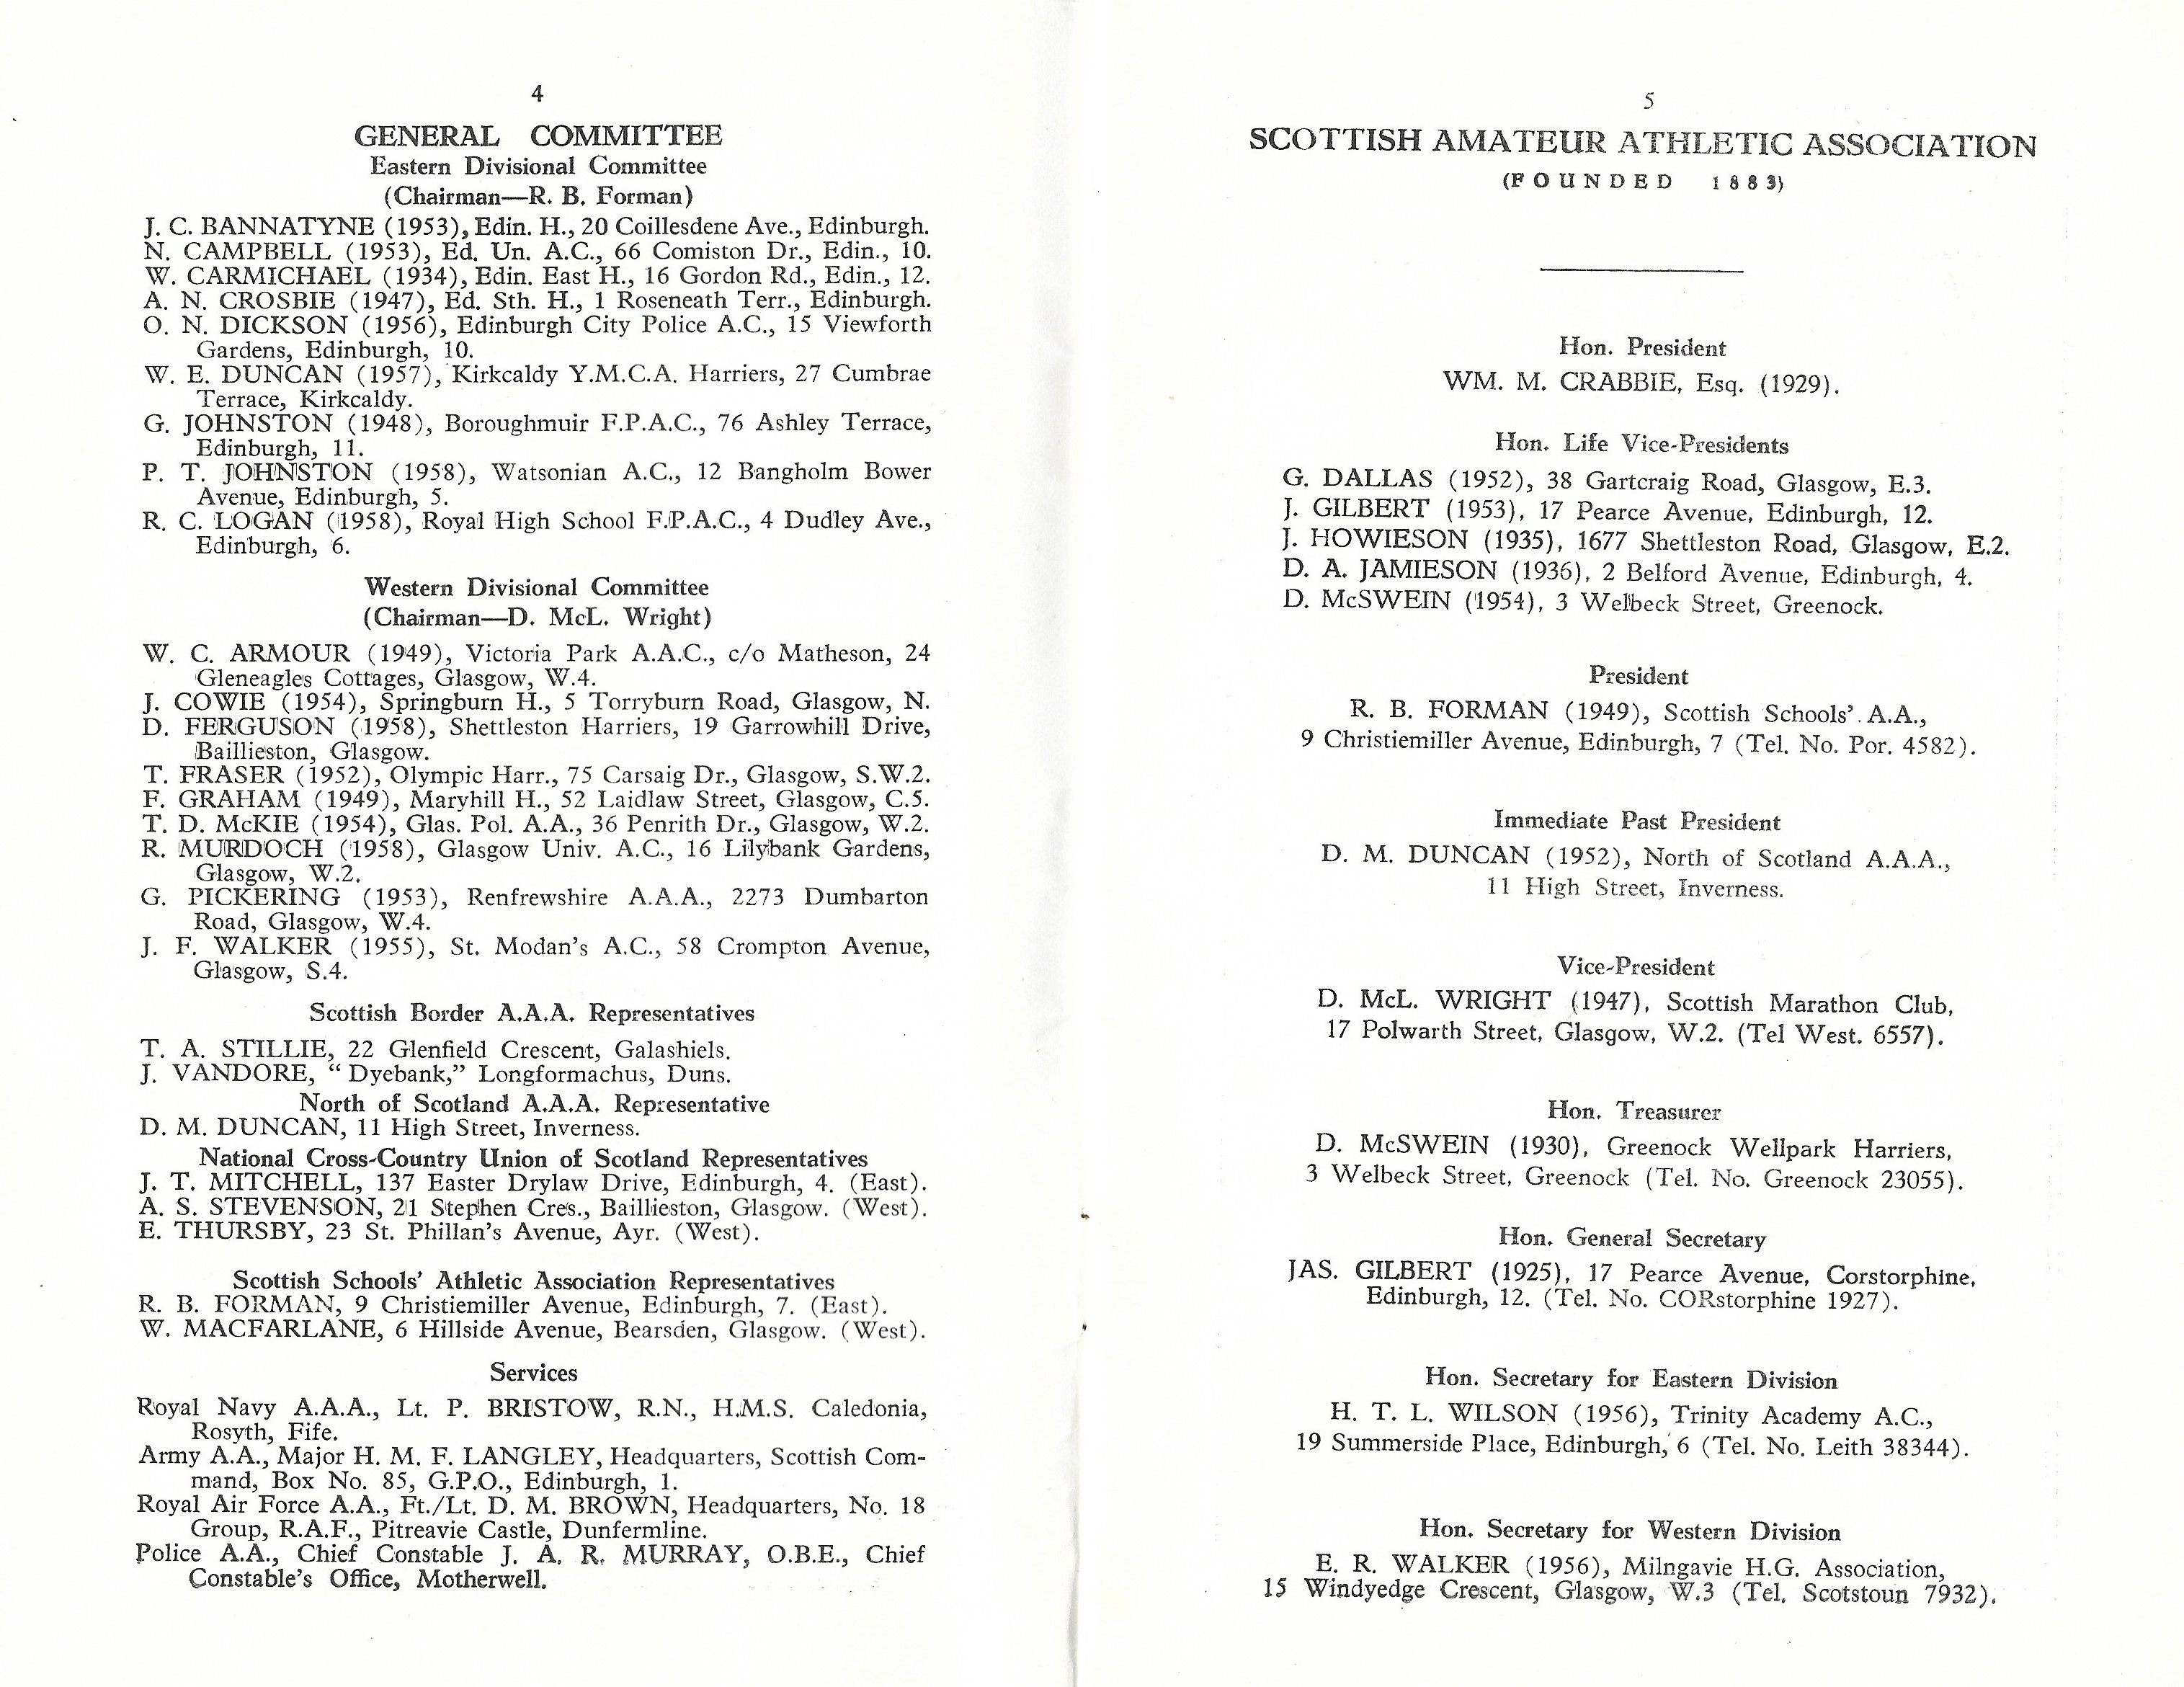 4
GENERAL COMMITTEE
Eastern Divisional Committee
(Chairman—R. B. Forman)
J. C. BANNATYNE (1953), Edin. H., 20 Coillesdene Ave., Edinburgh.
N. CAMPBELL (1953), Ed. Un. A.C., 66 Comiston Dr., Edin., 10.
W. CARMICHAEL (1934), Edin. East H., 16 Gordon Rd., Edin., 12.
A. N. CROSBIE (1947), Ed. Sth. H., 1 Roseneath Terr., Edinburgh.
O. N. DICKSON (1956), Edinburgh City Police A.C., 15 Viewforth
Gardens, Edinburgh, 10.
W. E. DUNCAN (1957), Kirkcaldy Y.M.C.A. Harriers, 27 Cumbrae
Terrace, Kirkcaldy.
G. JOHNSTON (1948), Boroughmuir F.P.A.C., 76 Ashley Terrace,
Edinburgh, 11.
P. T. JOHNSTON (1958), Watsonian A.C., 12 Bangholm Bower
Avenue, Edinburgh, 5.
R. C. LOGAN (1958), Royal High School F.P.A.C., 4 Dudley Ave.,
Edinburgh, 6.
Western Divisional Committee
(Chairman—D. McL. Wright)
W. C. ARMOUR (1949), Victoria Park A.A.C., c/o Matheson, 24
Gleneagles Cottages, Glasgow, W.4.
J. COWIE (1954), Springburn H., 5 Torryburn Road, Glasgow, N.
D. FERGUSON (1958), Shettleston Harriers, 19 Garrowhill Drive,
Baillieston, Glasgow.
T. FRASER (1952), Olympic Harr., 75 Carsaig Dr., Glasgow, S.W.2.
F. GRAHAM (1949), Maryhill H., 52 Laidlaw Street, Glasgow, C.5.
T. D. McKIE (1954), Glas. Pol. A.A., 36 Penrith Dr., Glasgow, W.2.
R. MURDOCH (1958), Glasgow Univ. A.C., 16 Lilybank Gardens,
Glasgow, W.2.
G. PICKERING (1953), Renfrewshire A.A.A., 2273 Dumbarton
Road, Glasgow, W.4.
J. F. WALKER (1955), St. Modan's A.C., 58 Crompton Avenue,
Glasgow, S.4.
Scottish Border A.A.A. Representatives
T. A. STILLIE, 22 Glenfield Crescent, Galashiels.
J. VANDORE, “ Dyebank,” Longformachus, Duns.
North of Scotland A.A.A. Representative
D. M. DUNCAN, 11 High Street, Inverness.
National Cross-Country Union of Scotland Representatives
J. T. MITCHELL, 137 Easter Drylaw Drive, Edinburgh, 4. (East).
A. S. STEVENSON, 21 Stephen Cres., Baillieston, Glasgow. (West).
E. THURSBY, 23 St. Phillan's Avenue, Ayr. (West).
Scottish Schools' Athletic Association Representatives
R. B. FORMAN, 9 Christiemiller Avenue, Edinburgh, 7. (East).
W. MACFARLANE, 6 Hillside Avenue, Bearsden, Glasgow. (West).
Services
Royal Navy A.A.A., Lt. P. BRISTOW, R.N., H.M.S. Caledonia,
Rosyth, Fife.
Army A.A., Major H. M. F. LANGLEY, Headquarters, Scottish Com-
mand, Box No. 85, G.P.O., Edinburgh, 1.
Royal Air Force A.A., Ft./Lt. D. M. BROWN, Headquarters, No. 18
Group, R.A.F., Pitreavie Castle, Dunfermline.
Police A.A., Chief Constable J. A. R. MURRAY, O.B.E., Chief
Constable's Office, Motherwell.
5
SCOTTISH AMATEUR ATHLETIC ASSOCIATION
(FOUNDED 1883)
Hon. President
WM. M. CRABBIE, Esq. (1929).
Hon. Life Vice-Presidents
G. DALLAS (1952), 38 Gartcraig Road, Glasgow, E.3.
J. GILBERT (1953), 17 Pearce Avenue, Edinburgh, 12.
J. HOWIESON (1935), 1677 Shettleston Road, Glasgow, E.2.
D. A. JAMIESON (1936), 2 Belford Avenue, Edinburgh, 4.
D. McSWEIN (1954), 3 Welbeck Street, Greenock.
President
R. B. FORMAN (1949), Scottish Schools' A.A.,
9 Christiemiller Avenue, Edinburgh, 7 (Tel. No. Por. 4582).
Immediate Past President
D. M. DUNCAN (1952), North of Scotland A.A.A.,
11 High Street, Inverness.
Vice-President
D. McL. WRIGHT (1947), Scottish Marathon Club,
17 Polwarth Street, Glasgow, W.2. (Tel West. 6557).
Hon. Treasurer
D. McSWEIN (1930), Greenock Wellpark Harriers,
3 Welbeck Street, Greenock (Tel. No. Greenock 23055).
Hon. General Secretary
JAS. GILBERT (1925), 17 Pearce Avenue, Corstorphine,
Edinburgh, 12. (Tel. No. CORstorphine 1927).
Hon. Secretary for Eastern Division
H. T. L. WILSON (1956), Trinity Academy A.C.,
19 Summerside Place, Edinburgh, 6 (Tel. No. Leith 38344).
Hon. Secretary for Western Division
E. R. WALKER (1956), Milngavie H.G. Association,
15 Windyedge Crescent, Glasgow, W.3 (Tel. Scotstoun 7932).